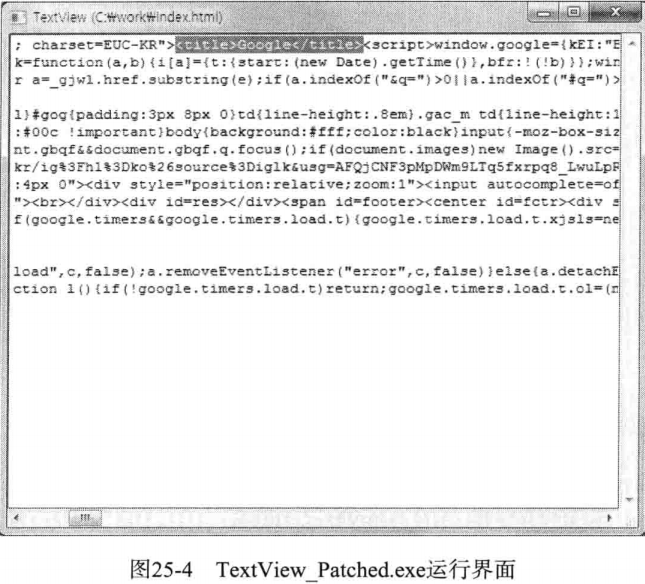 TextView (C:₩work₩index.html)
; charset=EUC-KR"><title>Google</title><script>window.google={kEI:"E
k=function(a,b){i[a]={t:{start:(new Date).getTime()},bfr:!(!b)}};win
r a=_gjwl.href.substring(e);if(a.indexOf("&q=")>0||a.indexOf("#q=")>
l}#gog{padding:3px 8px 0}td{line-height:.8em}.gac_m td{line-height:1
:#00c !important}body{background:#fff;color:black}input{-moz-box-siz
nt.gbqf&&document.gbqf.q.focus();if(document.images)new Image().src=
kr/ig%3Fhl%3Dko%26source%3Diglk&usg=AFQjCNF3pMpDWm9LTq5fxrpq8_LwuLpR
:4px 0"><div style="position:relative;zoom:1"><input autocomplete=of
"><br></div><div id=res></div><span id=footer><center id=fctr><div s
f(google.timers&&google.timers.load.t){google.timers.load.t.xjsls=ne
load",c,false);a.removeEventListener("error",c,false)}else{a.detachE
ction l(){if(!google.timers.load.t)return;google.timers.load.t.ol=(n
图25-4 TextView_Patched.exe运行界面